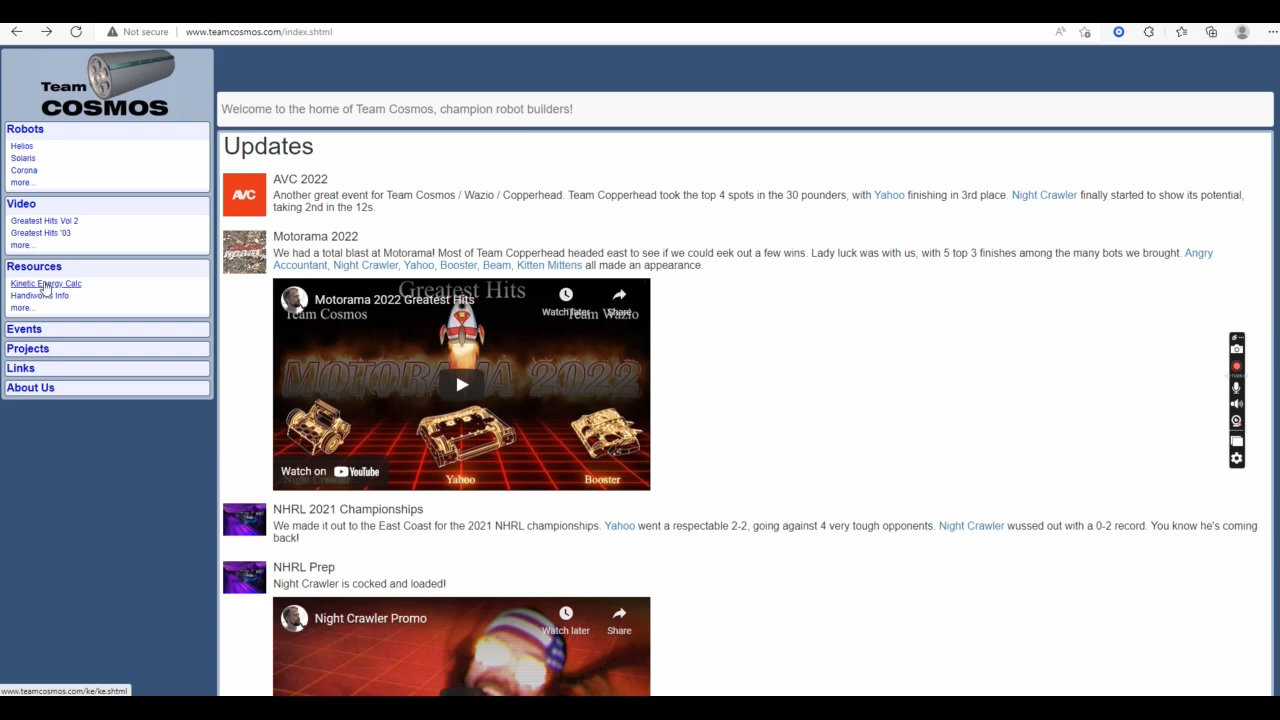 Not secure
www.teamcosmos.com/index.shtml
Team
COSMOS
Robots
Helios
Solaris
Corona
more...
Video
Greatest Hits Vol 2
Greatest Hits '03
more...
Resources
Kinetic Energy Calc
Handiworks Info
more...
Events
Projects
Links
About Us
Welcome to the home of Team Cosmos, champion robot builders!
Updates
AVC
AVC 2022
Another great event for Team Cosmos / Wazio / Copperhead. Team Copperhead took the top 4 spots in the 30 pounders, with Yahoo finishing in 3rd place. Night Crawler finally started to show its potential,
taking 2nd in the 12s.
Motorama 2022
We had a total blast at Motorama! Most of Team Copperhead headed east to see if we could eek out a few wins. Lady luck was with us, with 5 top 3 finishes among the many bots we brought. Angry
Accountant, Night Crawler, Yahoo, Booster, Beam, Kitten Mittens all made an appearance.
Greatest Hits
Motorama 2022 Greatest Hits
Watch later
Share
Team Cosmos
Team Wazio
MOTORAMA 2022
Watch on YouTube
Night Crawler
Yahoo
Booster
NHRL 2021 Championships
We made it out to the East Coast for the 2021 NHRL championships. Yahoo went a respectable 2-2, going against 4 very tough opponents. Night Crawler wussed out with a 0-2 record. You know he's coming
back!
NHRL Prep
Night Crawler is cocked and loaded!
Night Crawler Promo
Watch later
Share
www.teamcosmos.com/ke/ke.shtml